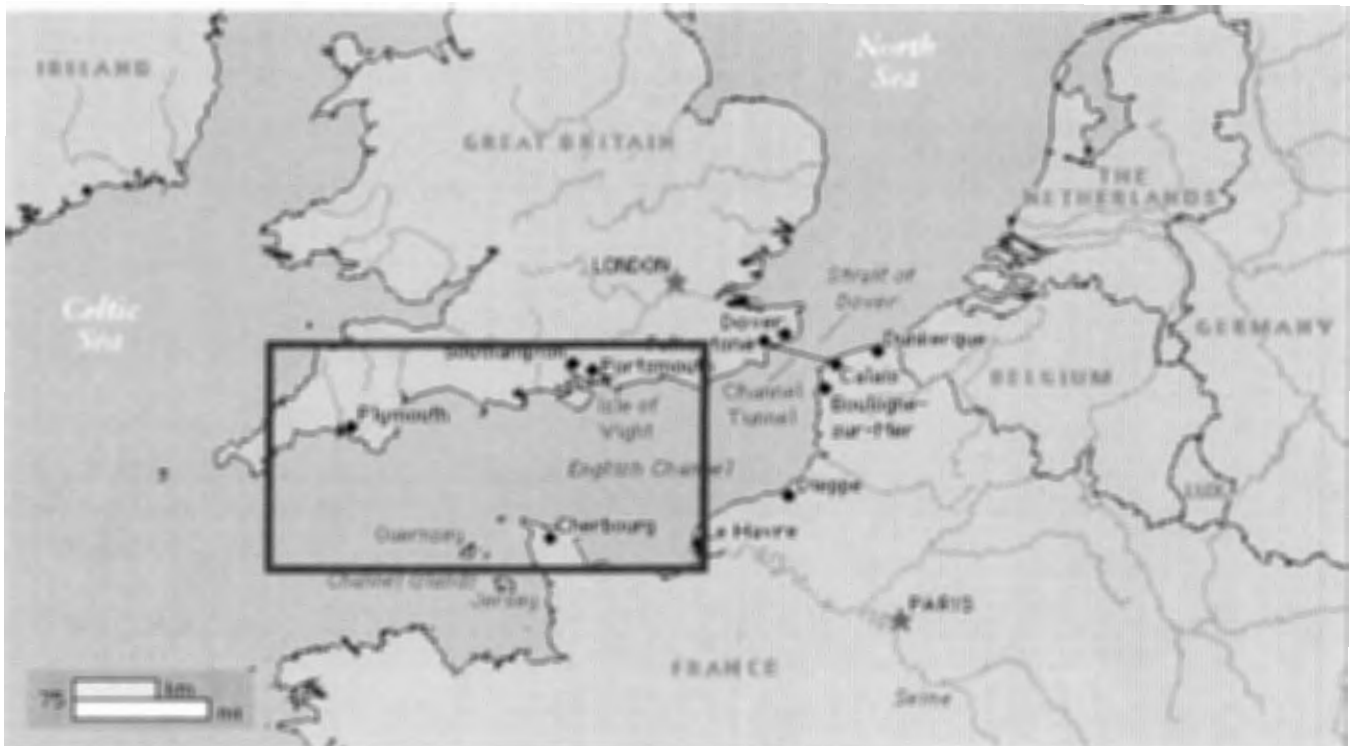 North
Sea
IRELAND
GREAT BRITAIN
THE
NETHERLANDS
LONDON
Strait of
Dover
Celtic
Sea
Dover
GERMANY
Dunkerque
Southampton
Portsmouth
Calais
BELGIUM
Channel
Tunnel
Boulogne-
sur-Mer
Isle of
Wight
Plymouth
English Channel
Dieppe
LUX.
Cherbourg
Le Havre
Guernsey
Channel Islands
Jersey
Seine
PARIS
FRANCE
Seine
75
km
mi